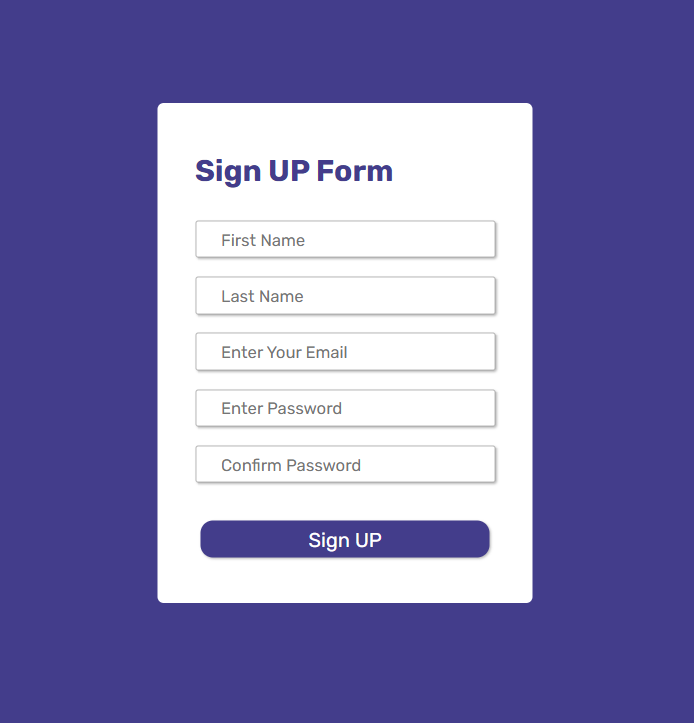 Sign UP Form
First Name
Last Name
Enter Your Email
Enter Password
Confirm Password
Sign UP